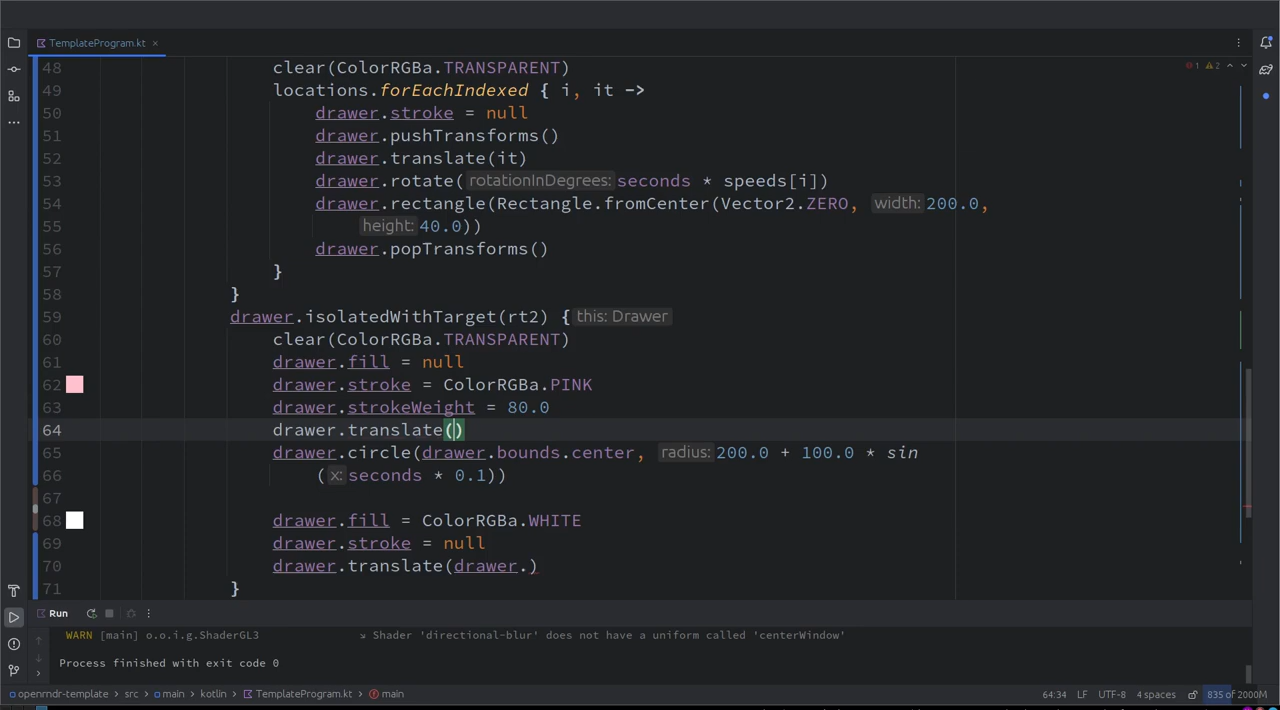 TemplateProgram.kt ×
1 2
48 clear(ColorRGBa.TRANSPARENT)
49 locations.forEachIndexed { i, it ->
50 drawer.stroke = null
51 drawer.pushTransforms()
52 drawer.translate(it)
53 drawer.rotate( rotationInDegrees: seconds * speeds[i])
54 drawer.rectangle(Rectangle.fromCenter(Vector2.ZERO, width: 200.0,
55 height: 40.0))
56 drawer.popTransforms()
57 }
58 }
59 drawer.isolatedWithTarget(rt2) { this: Drawer
60 clear(ColorRGBa.TRANSPARENT)
61 drawer.fill = null
62 drawer.stroke = ColorRGBa.PINK
63 drawer.strokeWeight = 80.0
64 drawer.translate()
65 drawer.circle(drawer.bounds.center, radius: 200.0 + 100.0 * sin
66 ( x: seconds * 0.1))
67
68 drawer.fill = ColorRGBa.WHITE
69 drawer.stroke = null
70 drawer.translate(drawer.)
71 }
Run
WARN [main] o.o.i.g.ShaderGL3 ↘ Shader 'directional-blur' does not have a uniform called 'centerWindow'
Process finished with exit code 0
openrndr-template > src > main > kotlin > TemplateProgram.kt > main 64:34 LF UTF-8 4 spaces 835 of 2000M